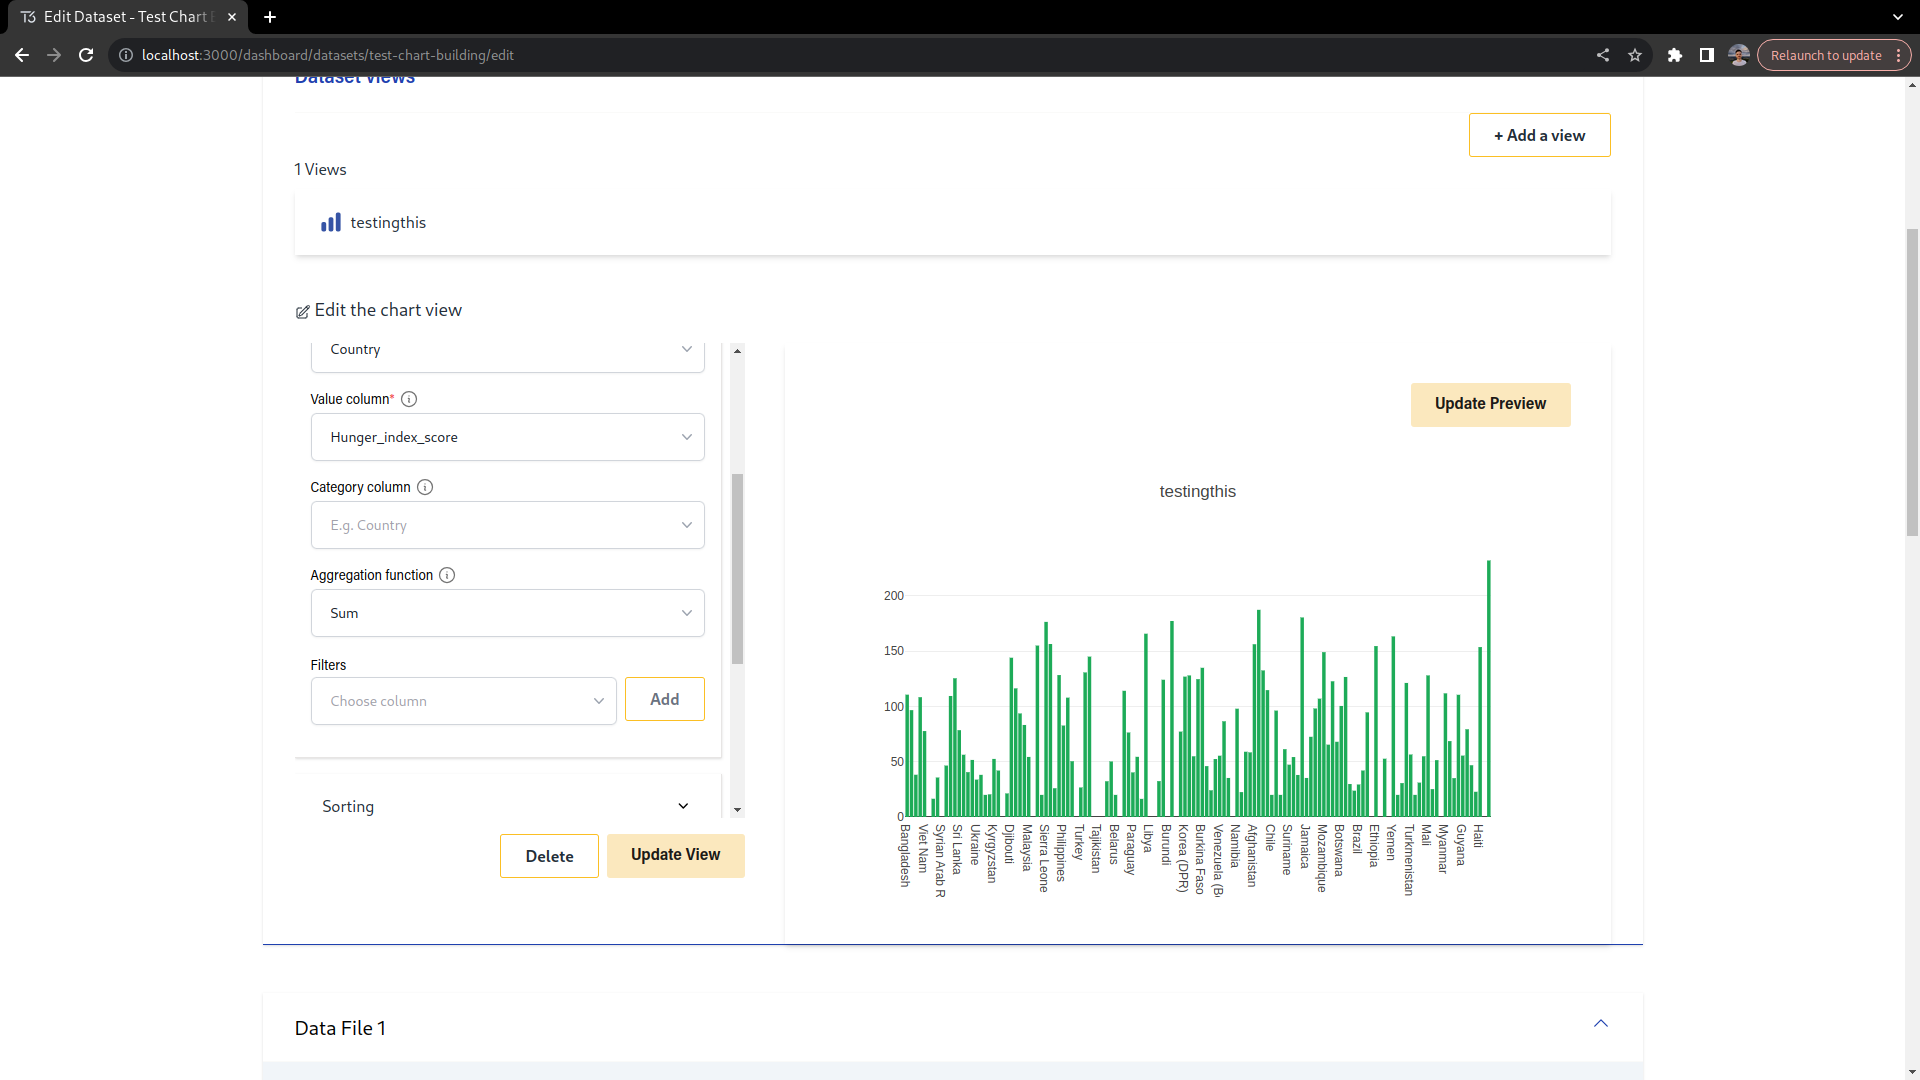 Edit Dataset - Test Chart
localhost:3000/dashboard/datasets/test-chart-building/edit
Relaunch to update
Dataset Views
+ Add a view
1 Views
testingthis
Edit the chart view
Country
Value column*
Hunger_index_score
Category column
E.g. Country
Aggregation function
Sum
Filters
Choose column
Add
Sorting
Delete
Update View
Update Preview
testingthis
200
150
100
50
0
Bangladesh
Viet Nam
Syrian Arab R
Sri Lanka
Ukraine
Kyrgyzstan
Djibouti
Malaysia
Sierra Leone
Philippines
Turkey
Tajikistan
Belarus
Paraguay
Libya
Burundi
Korea (DPR)
Burkina Faso
Venezuela (B
Namibia
Afghanistan
Chile
Suriname
Jamaica
Mozambique
Botswana
Brazil
Ethiopia
Yemen
Turkmenistan
Mali
Myanmar
Guyana
Haiti
Data File 1